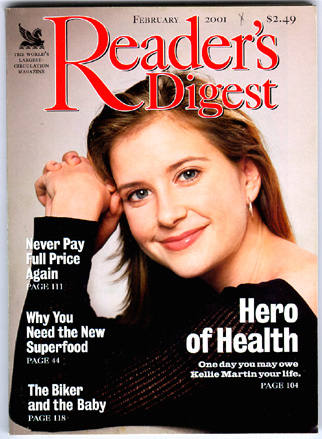 FEBRUARY 2001 $2.49
THE WORLD'S
LARGEST-
CIRCULATION
MAGAZINE
Reader's
Digest
Never Pay
Full Price
Again
PAGE 111
Why You
Need the New
Superfood
PAGE 44
The Biker
and the Baby
PAGE 118
Hero
of Health
One day you may owe
Kellie Martin your life.
PAGE 104